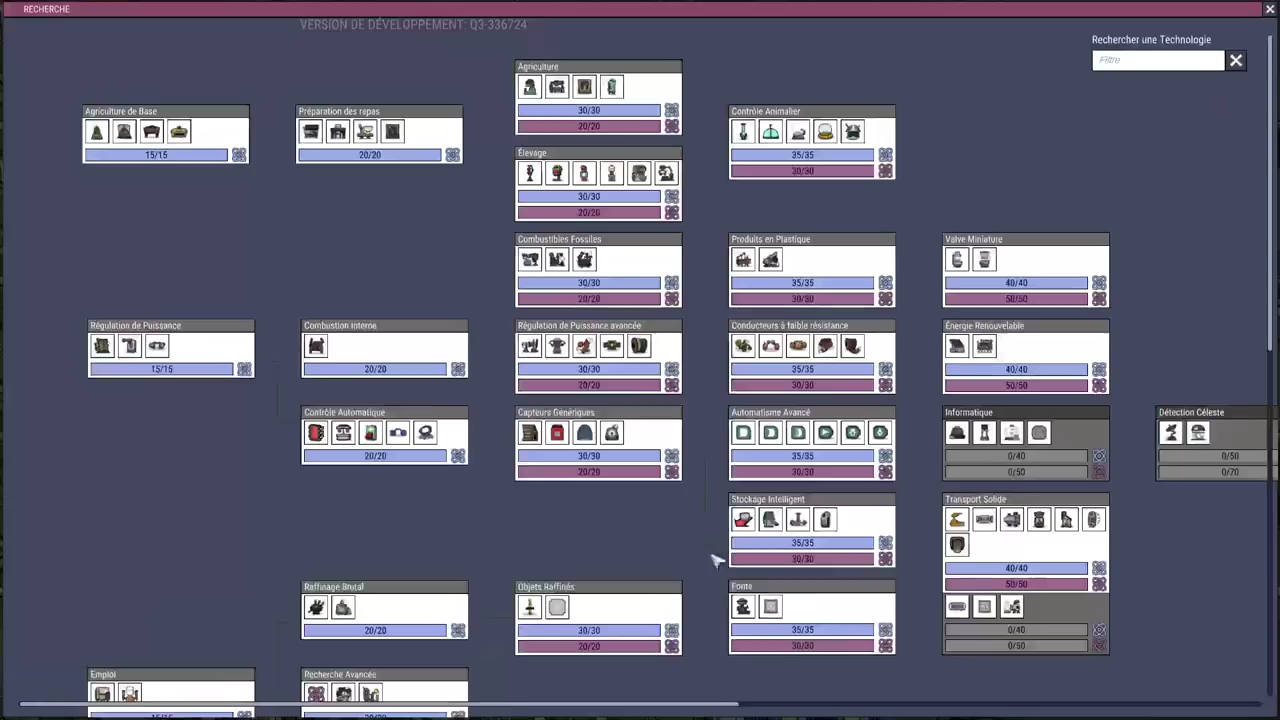 RECHERCHE
VERSION DE DÉVELOPPEMENT: Q3-336724
Rechercher une Technologie
Filtre
Agriculture
30/30
20/20
Agriculture de Base
15/15
Préparation des repas
20/20
Contrôle Animalier
35/35
30/30
Élevage
30/30
20/20
Combustibles Fossiles
30/30
20/20
Produits en Plastique
35/35
30/30
Valve Miniature
40/40
50/50
Régulation de Puissance
15/15
Combustion Interne
20/20
Régulation de Puissance avancée
30/30
20/20
Conducteurs à faible résistance
35/35
30/30
Énergie Renouvelable
40/40
50/50
Contrôle Automatique
20/20
Capteurs Génériques
30/30
20/20
Automatisme Avancé
35/35
30/30
Informatique
0/40
0/50
Détection Céleste
0/50
0/70
Stockage Intelligent
35/35
30/30
Transport Solide
40/40
50/50
Raffinage Brutal
20/20
Objets Raffinés
30/30
20/20
Fonte
35/35
30/30
0/40
0/50
Emploi
15/15
Recherche Avancée
20/20